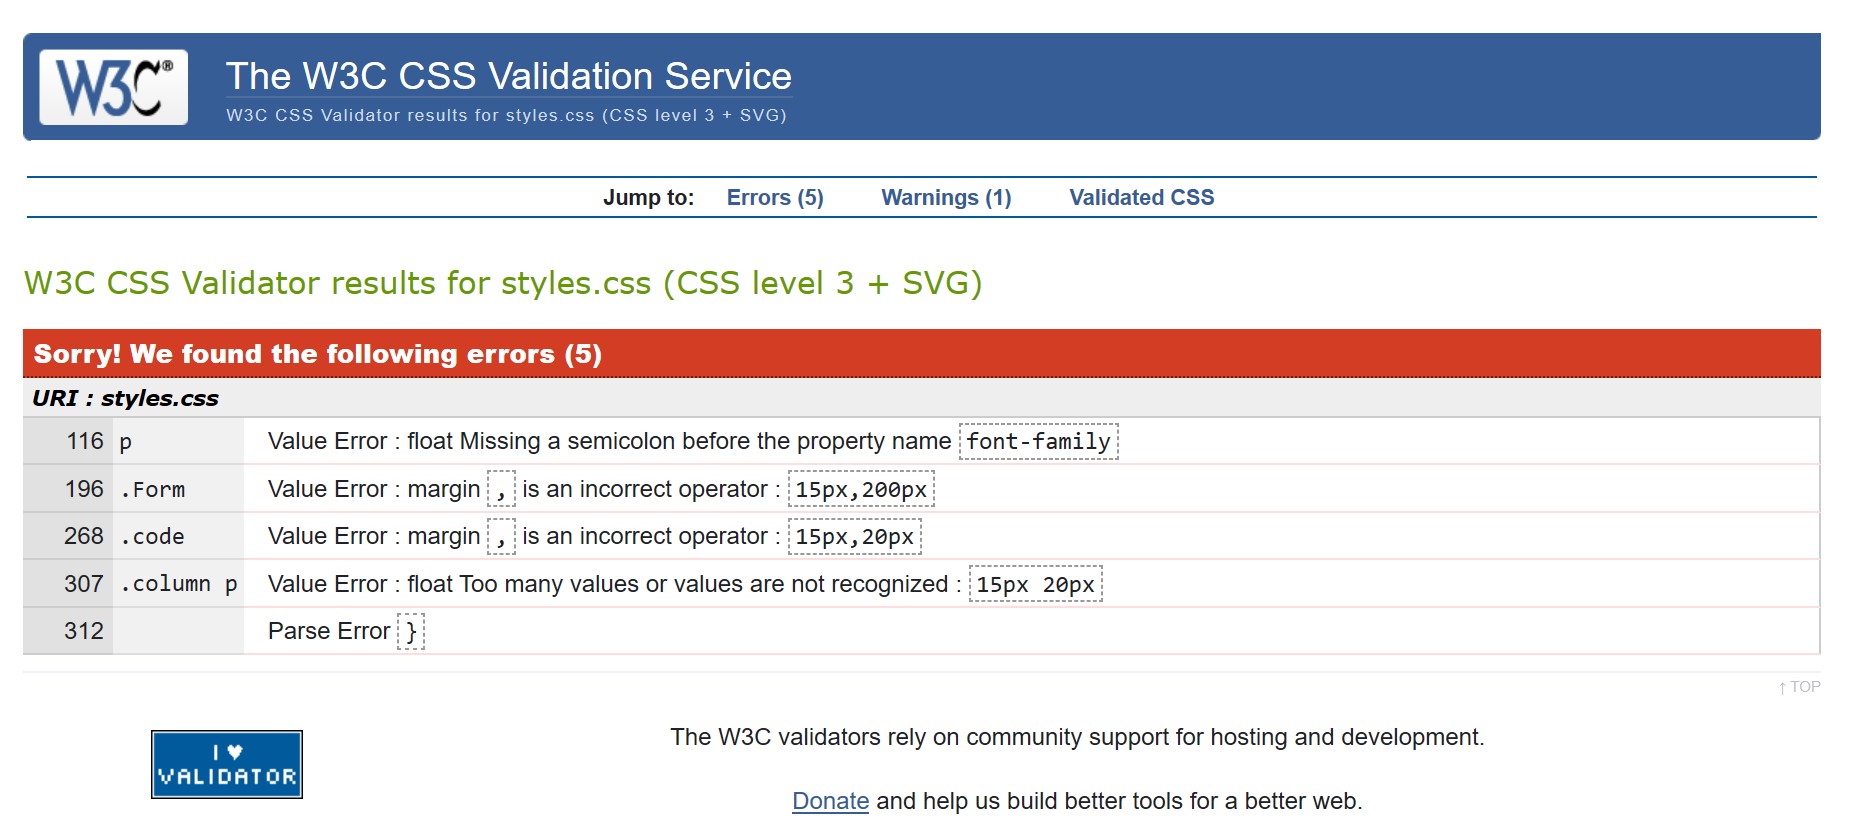 W3C®
The W3C CSS Validation Service
W3C CSS Validator results for styles.css (CSS level 3 + SVG)
Jump to: Errors (5) Warnings (1) Validated CSS
W3C CSS Validator results for styles.css (CSS level 3 + SVG)
Sorry! We found the following errors (5)
URI : styles.css
116 p Value Error : float Missing a semicolon before the property name font-family
196 .Form Value Error : margin , is an incorrect operator : 15px,200px
268 .code Value Error : margin , is an incorrect operator : 15px,20px
307 .column p Value Error : float Too many values or values are not recognized : 15px 20px
312 Parse Error }
↑ TOP
The W3C validators rely on community support for hosting and development.
I ♥
VALIDATOR
Donate and help us build better tools for a better web.